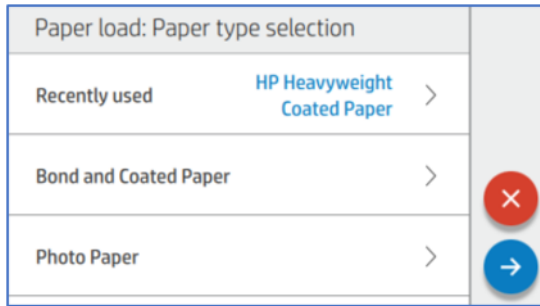 Paper load: Paper type selection
Recently used
HP Heavyweight
Coated Paper
Bond and Coated Paper
Photo Paper